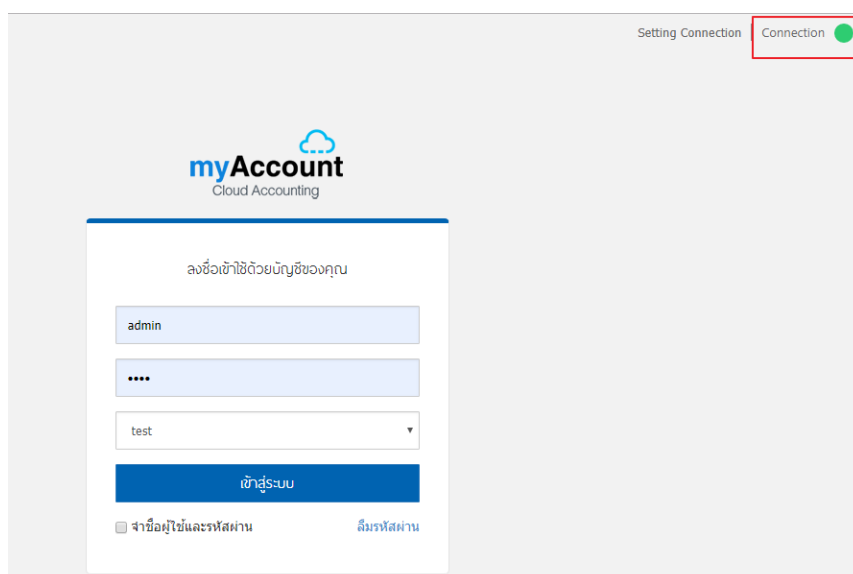 Setting Connection | Connection
myAccount
Cloud Accounting
ลงชื่อเข้าใช้ด้วยบัญชีของคุณ
admin
••••
test
เข้าสู่ระบบ
จำชื่อผู้ใช้และรหัสผ่าน ลืมรหัสผ่าน